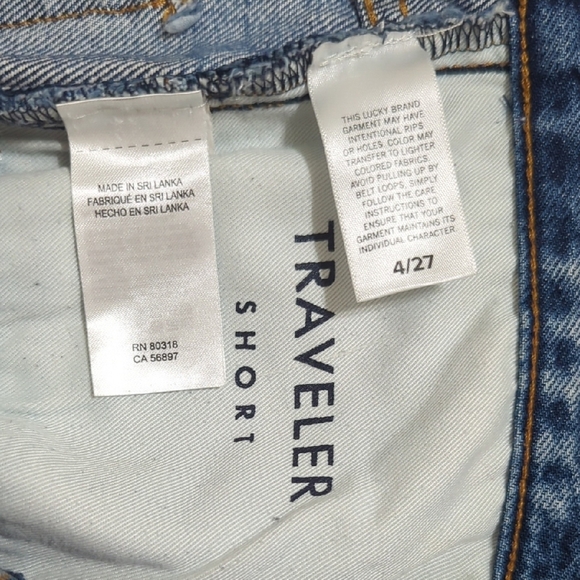 MADE IN SRI LANKA
FABRIQUÉ EN SRI LANKA
HECHO EN SRI LANKA
RN 80318
CA 56897
THIS LUCKY BRAND
GARMENT MAY HAVE
INTENTIONAL RIPS
OR HOLES. COLOR MAY
TRANSFER TO LIGHTER
COLORED FABRICS.
AVOID PULLING UP BY
BELT LOOPS, SIMPLY
FOLLOW THE CARE
INSTRUCTIONS TO
ENSURE THAT YOUR
GARMENT MAINTAINS ITS
INDIVIDUAL CHARACTER.
4/27
TRAVELER
SHORT